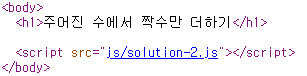 <body>
<h1>주어진 수에서 짝수만 더하기</h1>
<script src="js/solution-2.js"></script>
</body>